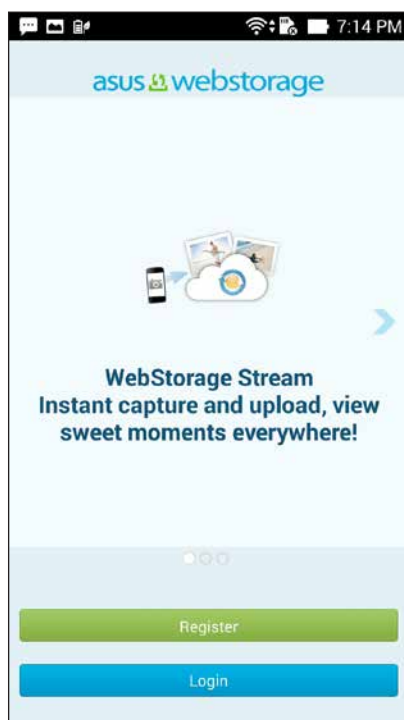 7:14 PM
asus webstorage
WebStorage Stream
Instant capture and upload, view
sweet moments everywhere!
Register
Login